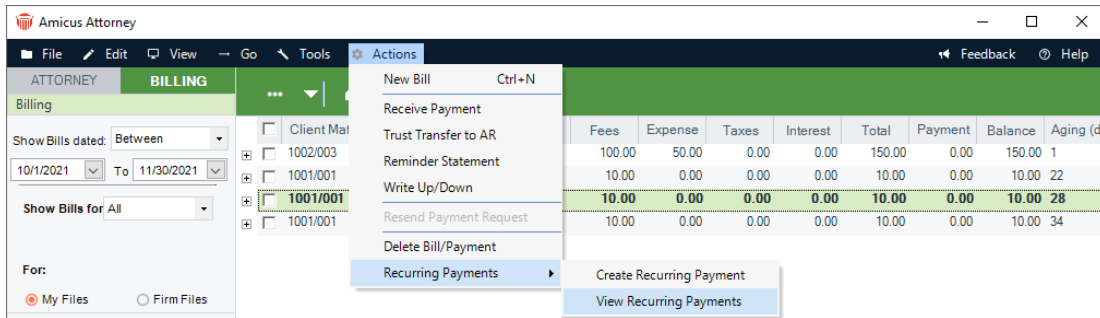 Amicus Attorney
File Edit View Go Tools Actions Feedback Help
ATTORNEY BILLING
Billing
Show Bills dated: Between
10/1/2021 To 11/30/2021
Show Bills for All
For:
My Files Firm Files
New Bill Ctrl+N
Receive Payment
Trust Transfer to AR
Reminder Statement
Write Up/Down
Resend Payment Request
Delete Bill/Payment
Recurring Payments
Create Recurring Payment
View Recurring Payments
Client Mat Fees Expense Taxes Interest Total Payment Balance Aging (d
1002/003 100.00 50.00 0.00 0.00 150.00 0.00 150.00 1
1001/001 10.00 0.00 0.00 0.00 10.00 0.00 10.00 22
1001/001 10.00 0.00 0.00 0.00 10.00 0.00 10.00 28
1001/001 10.00 0.00 0.00 0.00 10.00 0.00 10.00 34